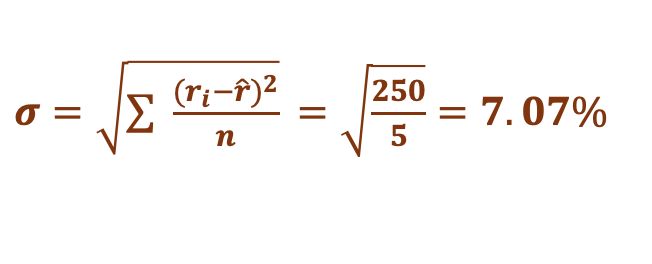 σ = √(∑ (rᵢ−r̂)²/n) = √(250/5) = 7.07%